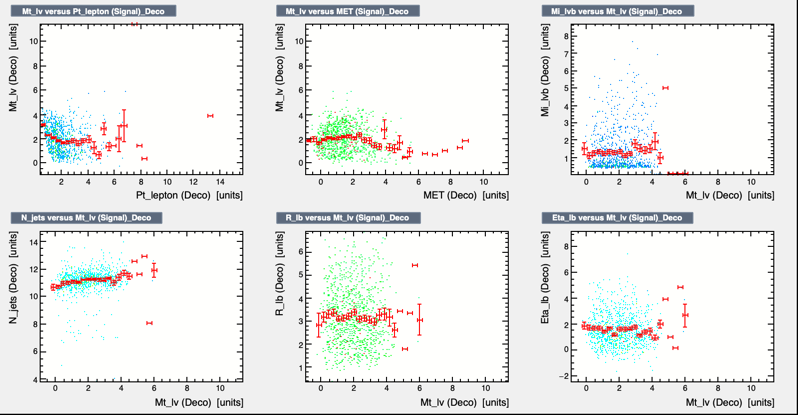 Mt_lv versus Pt_lepton (Signal)_Deco
Mt_lv (Deco) [units]
10
8
6
4
2
0
2 4 6 8 10 12 14 16
Pt_lepton (Deco) [units]
Mt_lv versus MET (Signal)_Deco
Mt_lv (Deco) [units]
10
8
6
4
2
0
0 2 4 6 8 10
MET (Deco) [units]
Mi_lvb versus Mt_lv (Signal)_Deco
Mi_lvb (Deco) [units]
8
7
6
5
4
3
2
1
0 2 4 6 8 10
Mt_lv (Deco) [units]
N_jets versus Mt_lv (Signal)_Deco
N_jets (Deco) [units]
14
12
10
8
6
4
0 2 4 6 8 10
Mt_lv (Deco) [units]
R_lb versus Mt_lv (Signal)_Deco
R_lb (Deco) [units]
6
5
4
3
2
1
0 2 4 6 8 10
Mt_lv (Deco) [units]
Eta_lb versus Mt_lv (Signal)_Deco
Eta_lb (Deco) [units]
8
6
4
2
0
−2
0 2 4 6 8 10
Mt_lv (Deco) [units]